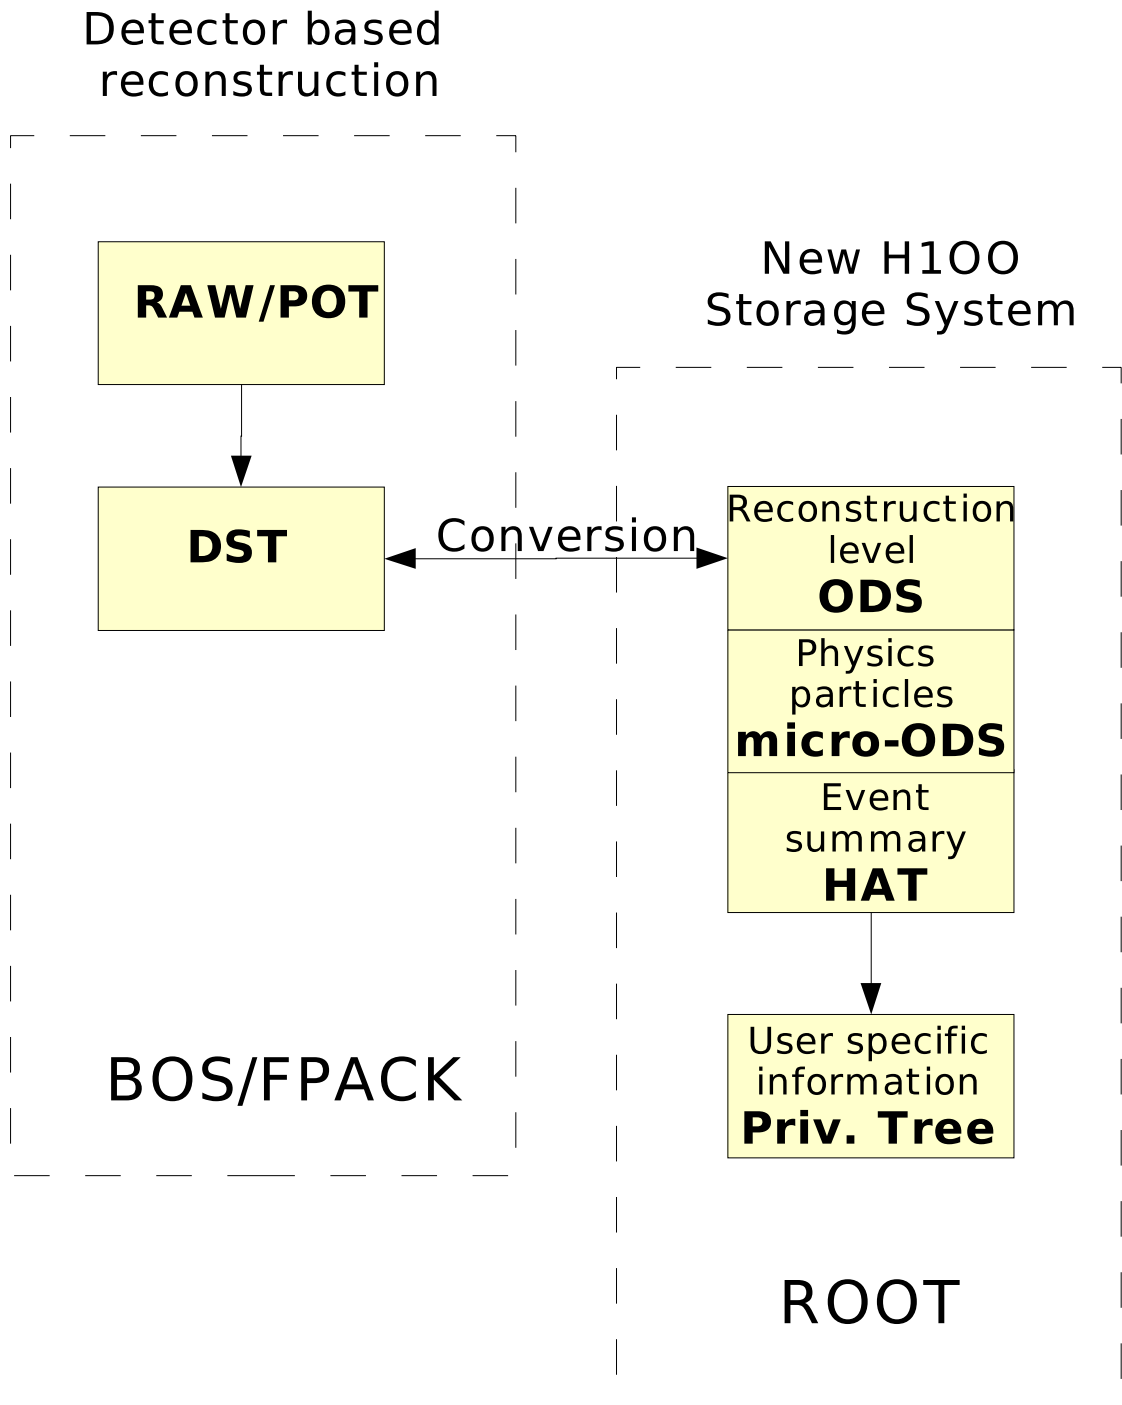 Detector based
reconstruction
RAW/POT
DST
BOS/FPACK
Conversion
New H1OO
Storage System
Reconstruction
level
ODS
Physics
particles
micro-ODS
Event
summary
HAT
User specific
information
Priv. Tree
ROOT